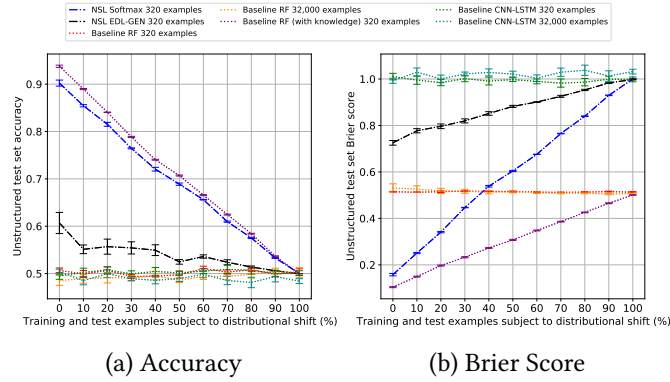 NSL Softmax 320 examples
NSL EDL-GEN 320 examples
Baseline RF 320 examples
Baseline RF 32,000 examples
Baseline RF (with knowledge) 320 examples
Baseline CNN-LSTM 320 examples
Baseline CNN-LSTM 32,000 examples
Unstructured test set accuracy
0.9
0.8
0.7
0.6
0.5
0 10 20 30 40 50 60 70 80 90 100
Training and test examples subject to distributional shift (%)
(a) Accuracy
Unstructured test set Brier score
1.0
0.8
0.6
0.4
0.2
0 10 20 30 40 50 60 70 80 90 100
Training and test examples subject to distributional shift (%)
(b) Brier Score